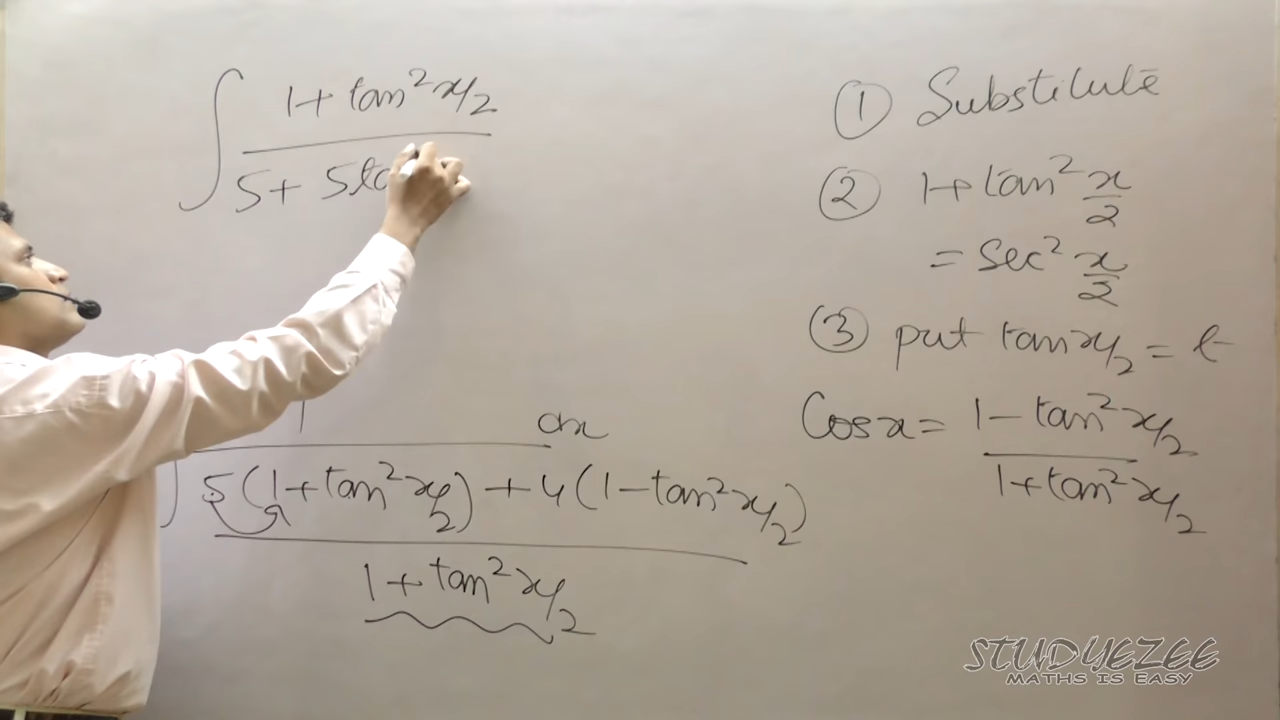 ∫ 1 + tan² x/2
5 + 5ta
1
dx
∫ 5(1 + tan² x/2) + 4(1 - tan² x/2)
1 + tan² x/2
① Substitute
② 1 + tan² x/2
= Sec² x/2
③ put tan x/2 = t
Cos x = 1 - tan² x/2
1 + tan² x/2
STUDYEZEE
MATHS IS EASY